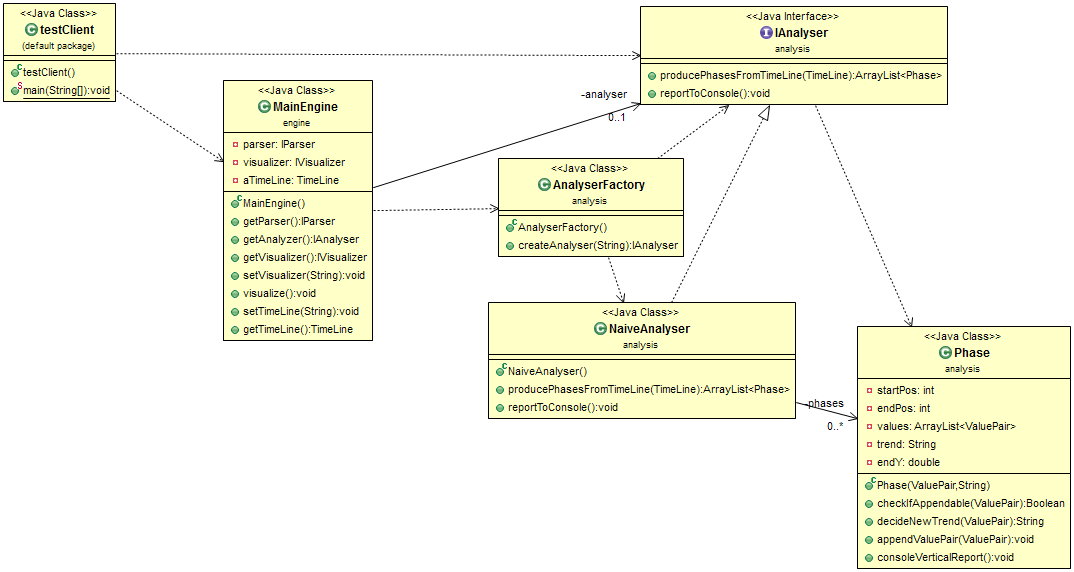 <<Java Class>>
testClient
(default package)
testClient()
main(String[]):void
<<Java Interface>>
IAnalyser
analysis
producePhasesFromTimeLine(TimeLine):ArrayList<Phase>
reportToConsole():void
<<Java Class>>
MainEngine
engine
parser: IParser
visualizer: IVisualizer
aTimeLine: TimeLine
MainEngine()
getParser():IParser
getAnalyzer():IAnalyser
getVisualizer():IVisualizer
setVisualizer(String):void
visualize():void
setTimeLine(String):void
getTimeLine():TimeLine
-analyser
0..1
<<Java Class>>
AnalyserFactory
analysis
AnalyserFactory()
createAnalyser(String):IAnalyser
<<Java Class>>
NaiveAnalyser
analysis
NaiveAnalyser()
producePhasesFromTimeLine(TimeLine):ArrayList<Phase>
reportToConsole():void
-phases
0..*
<<Java Class>>
Phase
analysis
startPos: int
endPos: int
values: ArrayList<ValuePair>
trend: String
endY: double
Phase(ValuePair,String)
checkIfAppendable(ValuePair):Boolean
decideNewTrend(ValuePair):String
appendValuePair(ValuePair):void
consoleVerticalReport():void